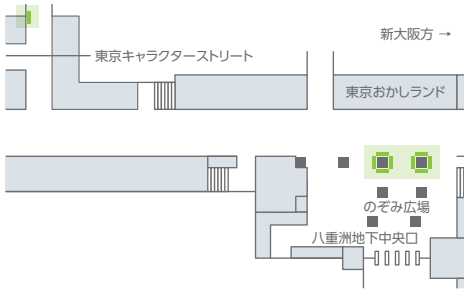 新大阪方 →
東京キャラクターストリート
東京おかしランド
のぞみ広場
八重洲地下中央口